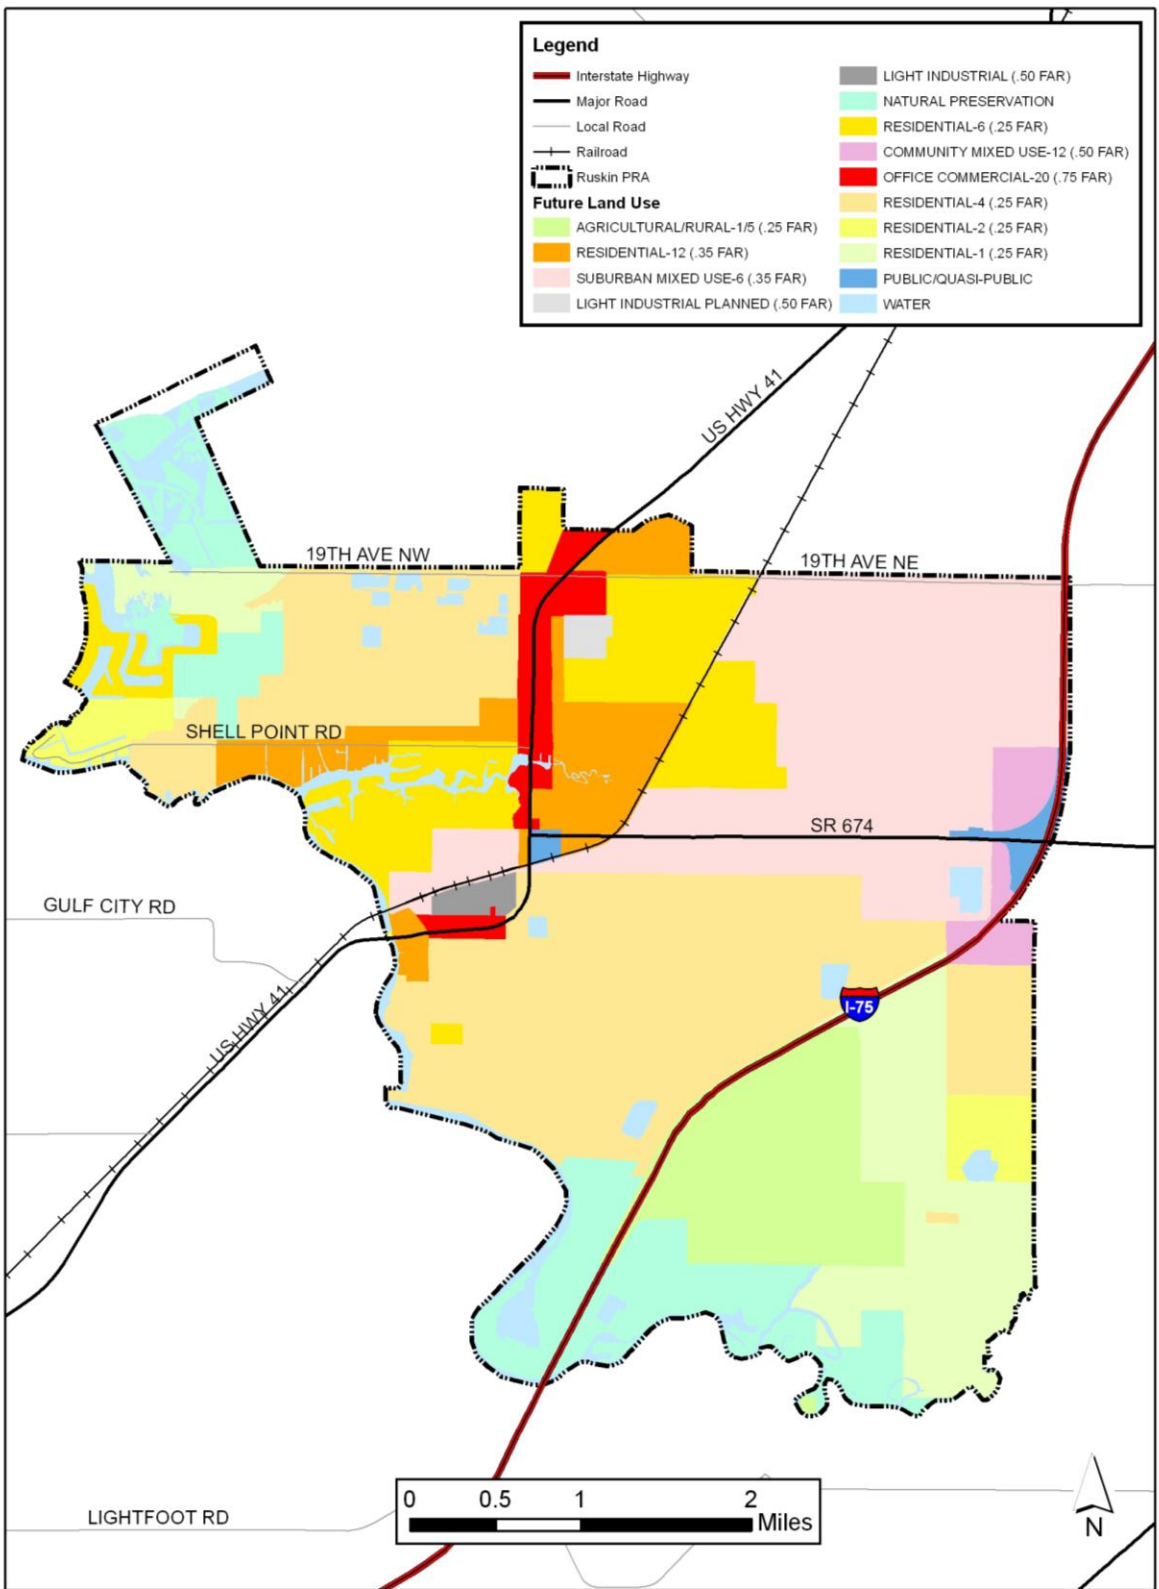 Legend
Interstate Highway
Major Road
Local Road
Railroad
Ruskin PRA
Future Land Use
AGRICULTURAL/RURAL-1/5 (.25 FAR)
RESIDENTIAL-12 (.35 FAR)
SUBURBAN MIXED USE-6 (.35 FAR)
LIGHT INDUSTRIAL PLANNED (.50 FAR)
LIGHT INDUSTRIAL (.50 FAR)
NATURAL PRESERVATION
RESIDENTIAL-6 (.25 FAR)
COMMUNITY MIXED USE-12 (.50 FAR)
OFFICE COMMERCIAL-20 (.75 FAR)
RESIDENTIAL-4 (.25 FAR)
RESIDENTIAL-2 (.25 FAR)
RESIDENTIAL-1 (.25 FAR)
PUBLIC/QUASI-PUBLIC
WATER
US HWY 41
19TH AVE NW
19TH AVE NE
SHELL POINT RD
SR 674
GULF CITY RD
US HWY 41
I-75
LIGHTFOOT RD
0 0.5 1 2
Miles
N